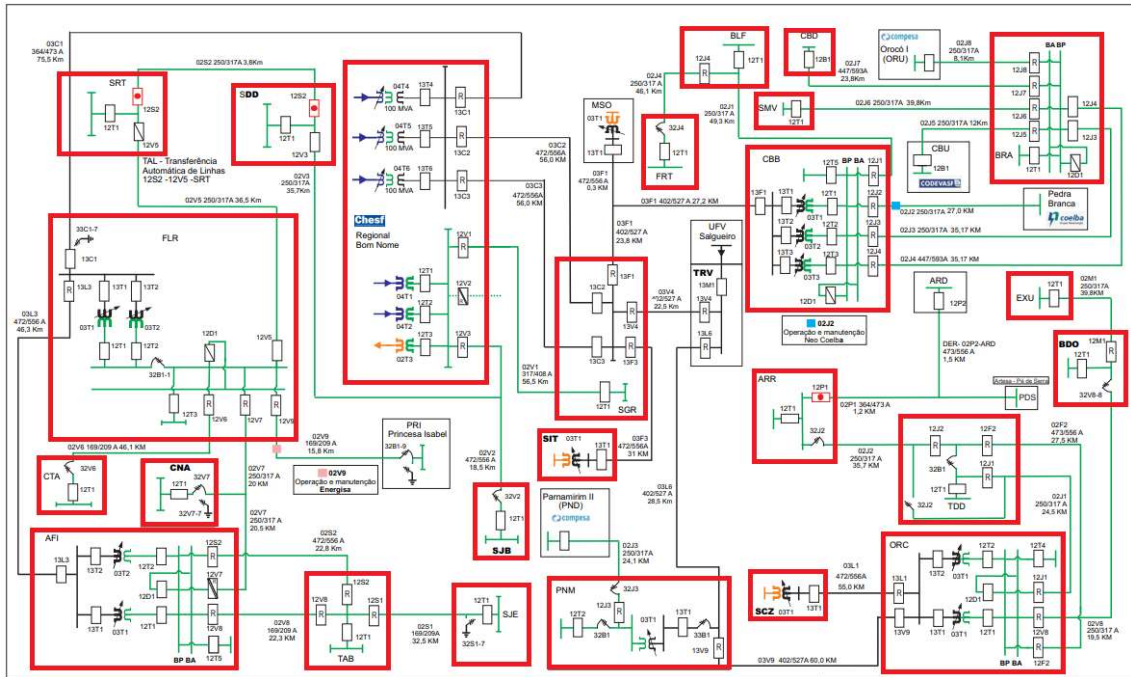 03C1
364/473 A
75,5 Km
SRT
12S2
12T1
12V5
TAL - Transferência
Automática de Linhas
12S2 -12V5 -SRT
02S2 250/317A 3,8Km
SDD
12S2
12T1
12V3
02V3
250/317A
35,7Km
02V5 250/317A 36,5 Km
04T4
13T4
100 MVA
13C1
04T5
13T5
100 MVA
13C2
04T6
13T6
100 MVA
13C3
Chesf
Regional
Bom Nome
12V1
12T1
04T1
12V2
12T2
04T2
12T3
12V3
02T3
03C2
472/556A
56,0 Km
03C3
472/556A
56,0 Km
MSO
03T1
13T1
03F1
472/556 A
0,3 KM
03F1
402/527 A
23,8 Km
BLF
12J4
12T1
02J4
250/317 A
46,1 Km
32J4
12T1
FRT
02J1
250/317A
49,3 Km
CBD
12B1
02J7
447/593A
23,8Km
SMV
12T1
02J6 250/317A 39,8Km
compesa
Orocó I
(ORU)
02J8
250/317A
8,1Km
02J5 250/317A 12Km
CBU
12B1
CODEVASF
BA BP
12J8
12J7
12J6
12J5
12J4
12J3
BRA
12T1
12D1
CBB
12T5
BP BA
12J1
13F1
13T1
12T1
12J2
03T1
13T2
12T2
12J3
03T2
13T3
12T3
12J4
03T3
12D1
03F1 402/527 A 27,2 KM
02J2 250/317A 27,0 KM
Pedra
Branca
coelba
02J3 250/317A 35,17 KM
02J4 447/593A 35,17 KM
02J2
Operação e manutenção
Neo Coelba
UFV
Salgueiro
TRV
13M1
13V4
13L6
03V4
402/527 A
22,5 Km
13F1
13C2
13V4
13C3
13F3
12T1
SGR
02V1
317/408 A
56,5 Km
FLR
33C1-7
13C1
13L3
13T1
13T2
03T1
03T2
12T1
12T2
12D1
12V5
32B1-1
12T3
12V6
12V7
12V9
03L3
472/556 A
46,3 Km
02V6 169/209 A 46,1 KM
CTA
32V6
12T1
CNA
12T1
32V7
32V7-7
02V7
250/317 A
20 KM
02V7
250/317 A
20,5 KM
02V9
169/209 A
15,8 KM
PRI
Princesa Isabel
32B1-9
02V9
Operação e manutenção
Energisa
02V2
472/556 A
18,5 Km
32V2
12T1
SJB
SIT
03T1
13T1
03F3
472/556A
31 KM
03L6
402/527 A
28,5 Km
Parnamirim II
(PND)
compesa
02J3
250/317A
24,1 KM
ARD
12P2
DER- 02P2-ARD
473/556 A
1,5 KM
ARR
12P1
12T1
32J2
02P1 364/473 A
1,2 KM
PDS
02J2
250/317 A
35,7 KM
EXU
12T1
02M1
250/317A
39,8KM
BDO
12M1
12T1
32V8-8
02F2
473/556 A
27,5 KM
12J2
12F2
32B1
12J1
12T1
32J2
TDD
02J1
250/317 A
24,5 KM
AFI
13L3
13T2
03T2
12T2
12S2
12V7
12D1
13T1
03T1
12T1
12V8
BP BA
12T5
02S2
472/556 A
22,8 Km
02V8
169/209 A
22,3 KM
12S2
12V8
12S1
12T1
TAB
02S1
169/209A
32,5 KM
12T1
SJE
32S1-7
PNM
32J3
12J3
12T2
32B1
03T1
13T1
33B1
13V9
SCZ
03T1
13T1
03L1
472/556A
55,0 KM
ORC
13T2
03T1
12T2
12T4
13L1
12J1
12D1
13V9
13T1
03T1
12T1
12V8
BP BA
12F2
02V8
250/317 A
19,5 KM
03V9 402/527A 60,0 KM